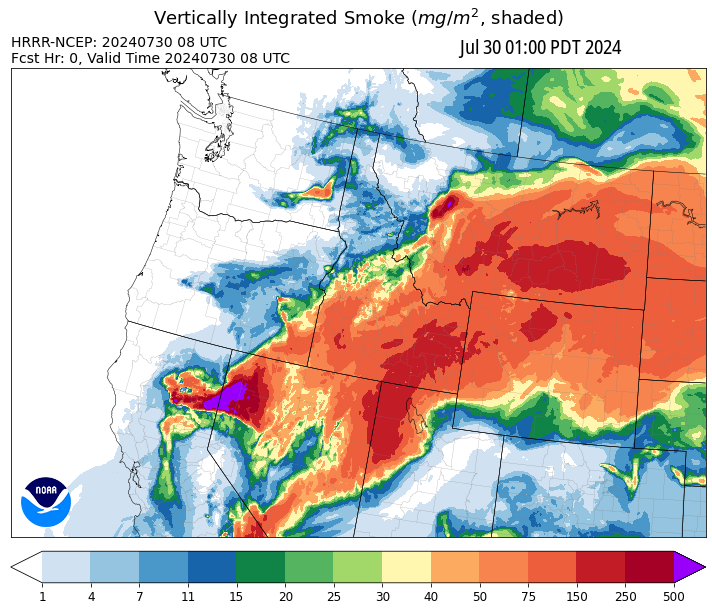 Vertically Integrated Smoke (mg/m², shaded)
HRRR-NCEP: 20240730 08 UTC
Fcst Hr: 0, Valid Time 20240730 08 UTC
Jul 30 01:00 PDT 2024
NOAA
1 4 7 11 15 20 25 30 40 50 75 150 250 500